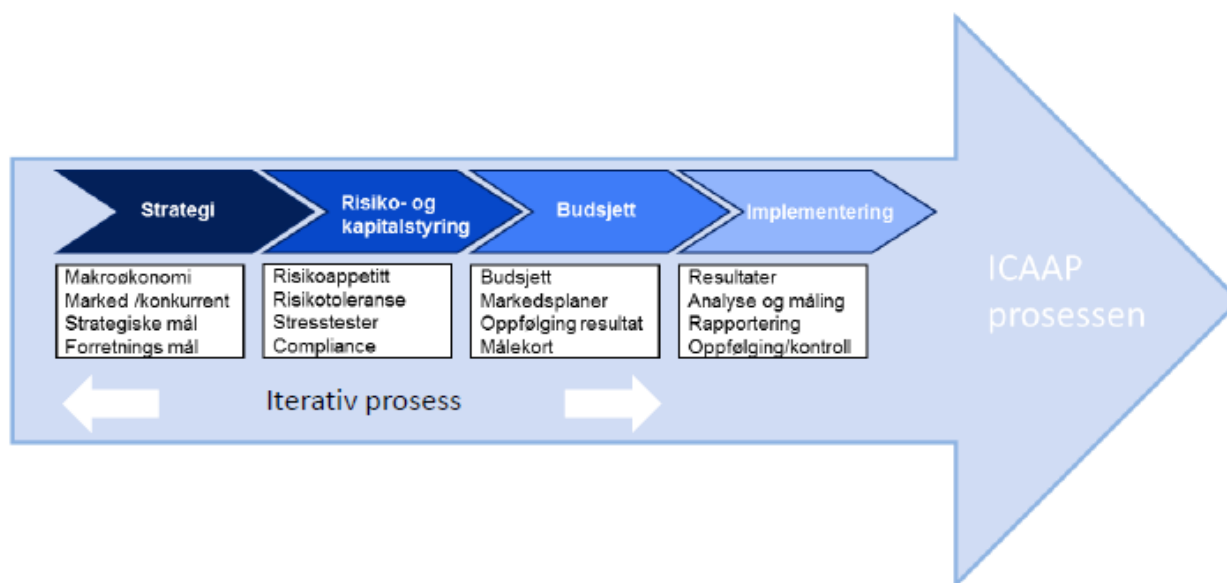 Strategi
Risiko- og
kapitalstyring
Budsjett
Implementering
Makroøkonomi
Marked /konkurrent
Strategiske mål
Forretnings mål
Risikoappetitt
Risikotoleranse
Stresstester
Compliance
Budsjett
Markedsplaner
Oppfølging resultat
Målekort
Resultater
Analyse og måling
Rapportering
Oppfølging/kontroll
Iterativ prosess
ICAAP
prosessen